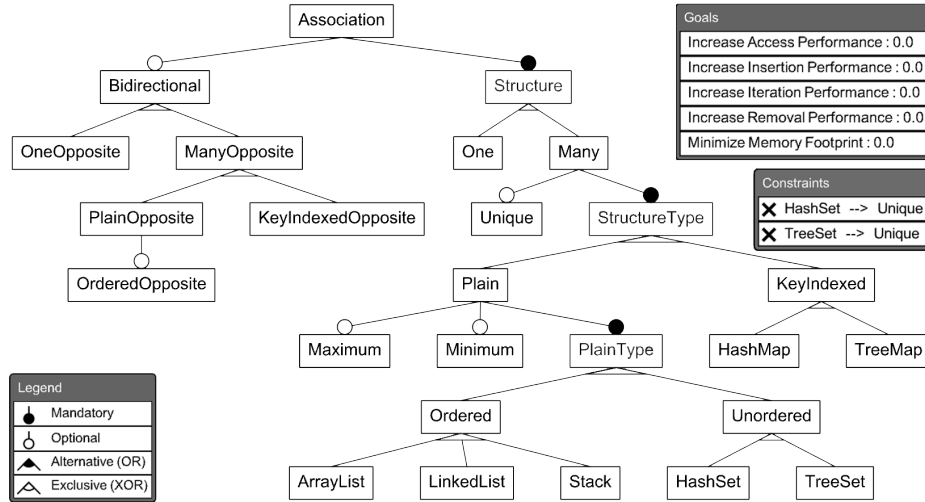 Association
Goals
Increase Access Performance : 0.0
Increase Insertion Performance : 0.0
Increase Iteration Performance : 0.0
Increase Removal Performance : 0.0
Minimize Memory Footprint : 0.0
Bidirectional
Structure
OneOpposite
ManyOpposite
One
Many
Constraints
HashSet --> Unique
TreeSet --> Unique
PlainOpposite
KeyIndexedOpposite
Unique
StructureType
OrderedOpposite
Plain
KeyIndexed
Maximum
Minimum
PlainType
HashMap
TreeMap
Legend
Mandatory
Optional
Alternative (OR)
Exclusive (XOR)
Ordered
Unordered
ArrayList
LinkedList
Stack
HashSet
TreeSet